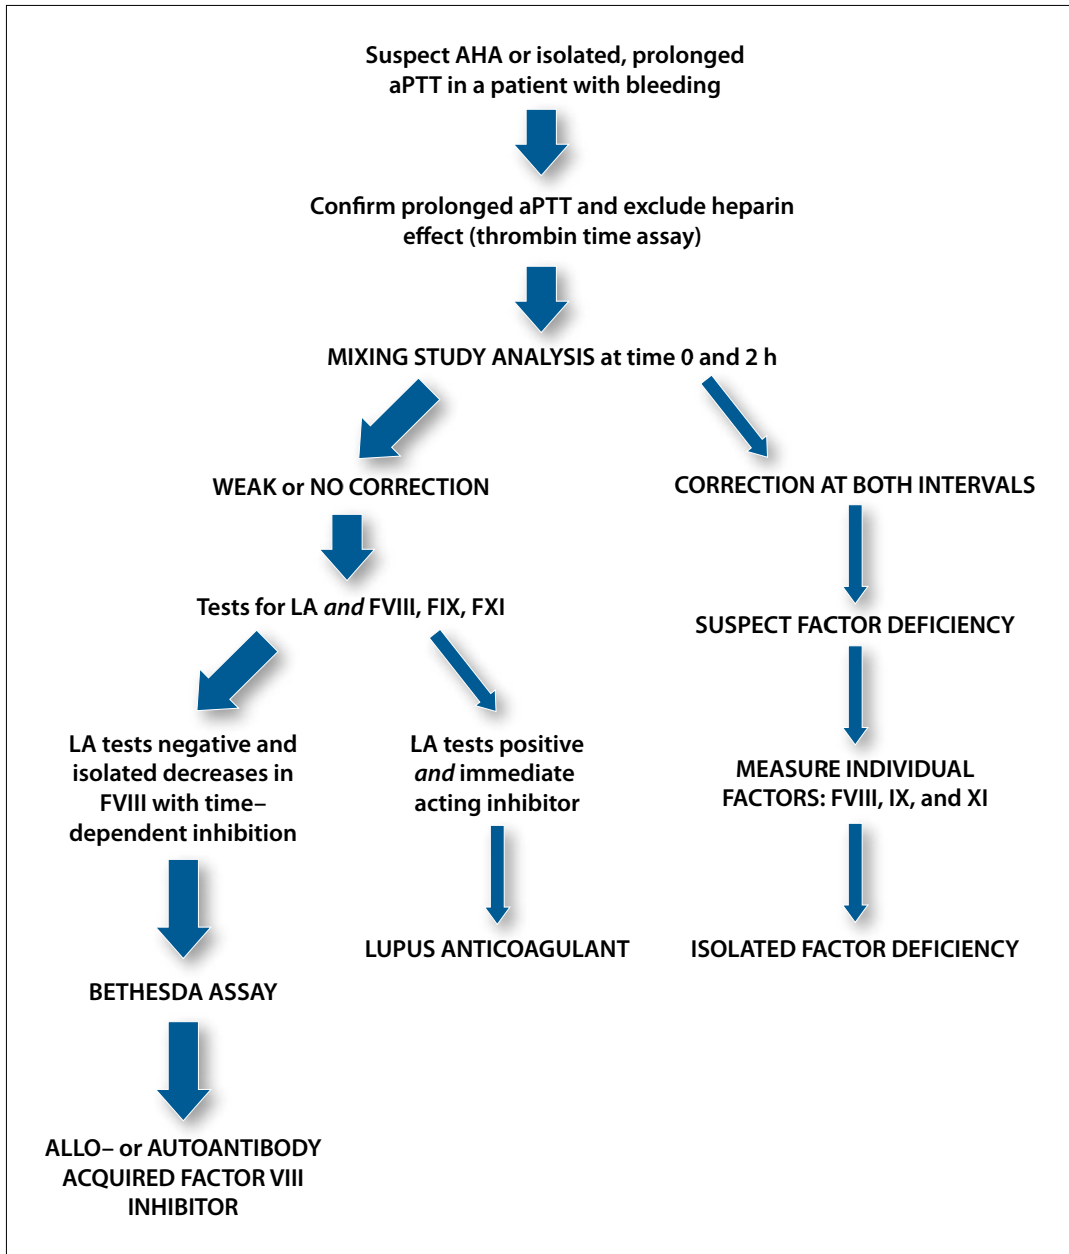 Suspect AHA or isolated, prolonged
aPTT in a patient with bleeding
Confirm prolonged aPTT and exclude heparin
effect (thrombin time assay)
MIXING STUDY ANALYSIS at time 0 and 2 h
WEAK or NO CORRECTION
CORRECTION AT BOTH INTERVALS
Tests for LA and FVIII, FIX, FXI
SUSPECT FACTOR DEFICIENCY
LA tests negative and
isolated decreases in
FVIII with time–
dependent inhibition
LA tests positive
and immediate
acting inhibitor
MEASURE INDIVIDUAL
FACTORS: FVIII, IX, and XI
LUPUS ANTICOAGULANT
ISOLATED FACTOR DEFICIENCY
BETHESDA ASSAY
ALLO– or AUTOANTIBODY
ACQUIRED FACTOR VIII
INHIBITOR